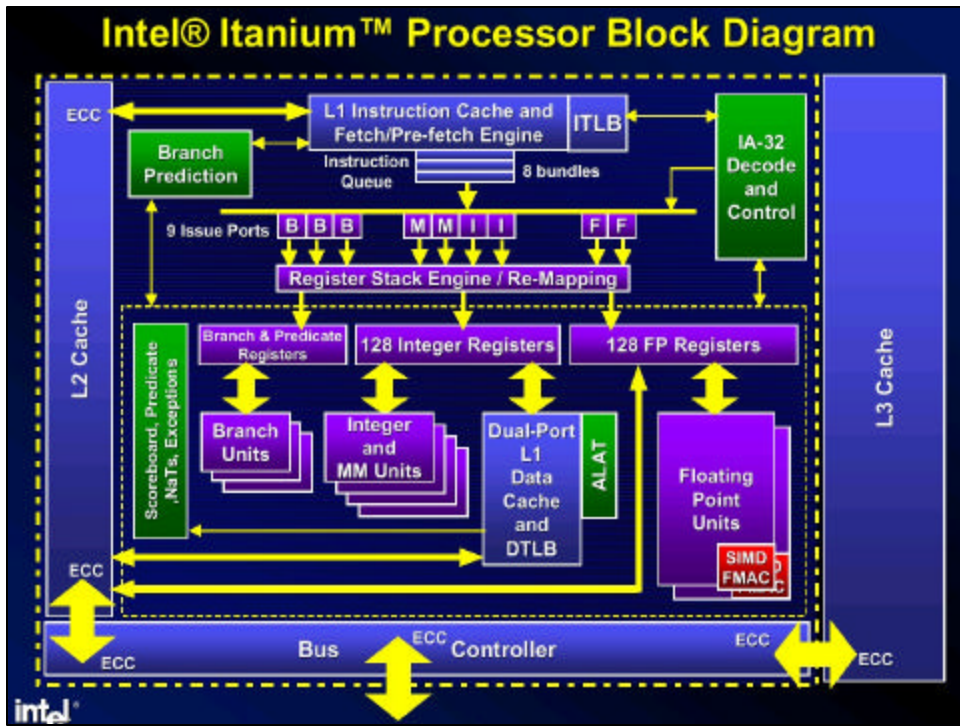 Intel® Itanium™ Processor Block Diagram
ECC
L1 Instruction Cache and
Fetch/Pre-fetch Engine
ITLB
IA-32
Decode
and
Control
Branch
Prediction
Instruction
Queue
8 bundles
9 Issue Ports
B B B M M I I F F
Register Stack Engine / Re-Mapping
L2 Cache
L3 Cache
Branch & Predicate
Registers
128 Integer Registers
128 FP Registers
Scoreboard, Predicate
,NaTs, Exceptions
Branch
Units
Integer
and
MM Units
Dual-Port
L1
Data
Cache
and
DTLB
ALAT
Floating
Point
Units
SIMD
FMAC
ECC
ECC
Bus
ECC
Controller
ECC
ECC
intel®